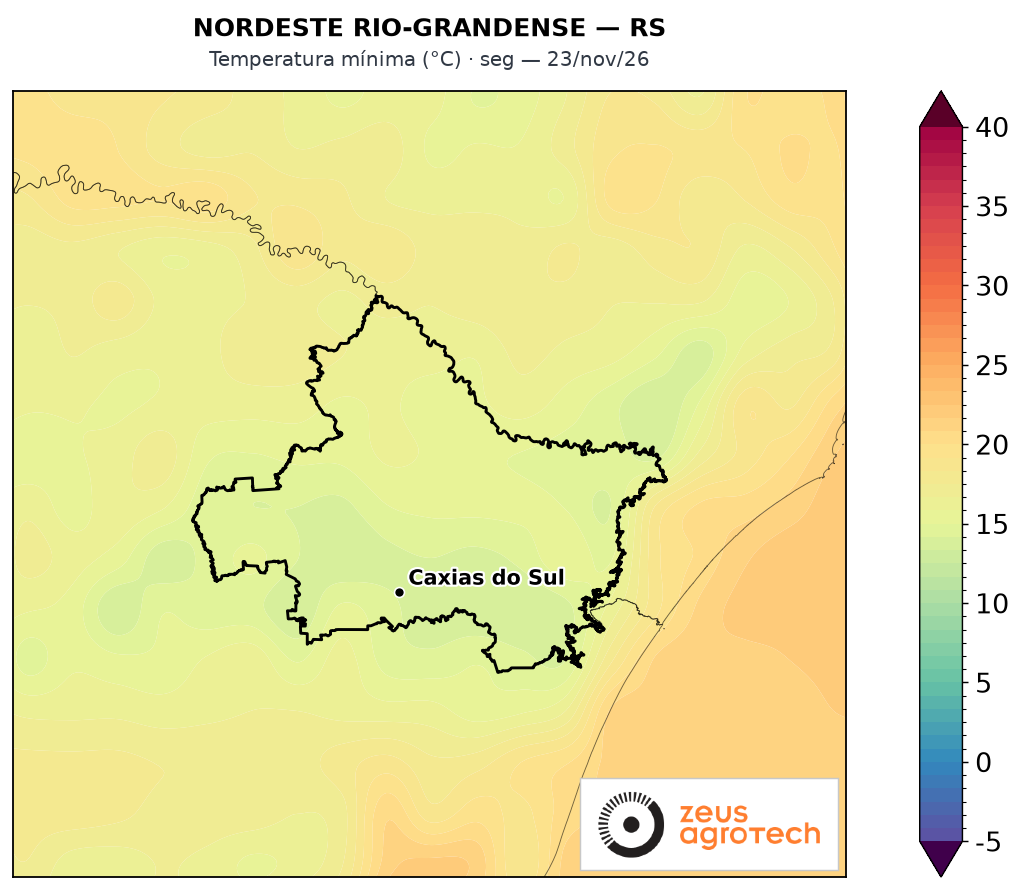 NORDESTE RIO-GRANDENSE — RS
Temperatura mínima (°C) · seg — 23/nov/26
40
35
30
25
20
15
10
5
0
-5
Caxias do Sul
zeus
agrotech